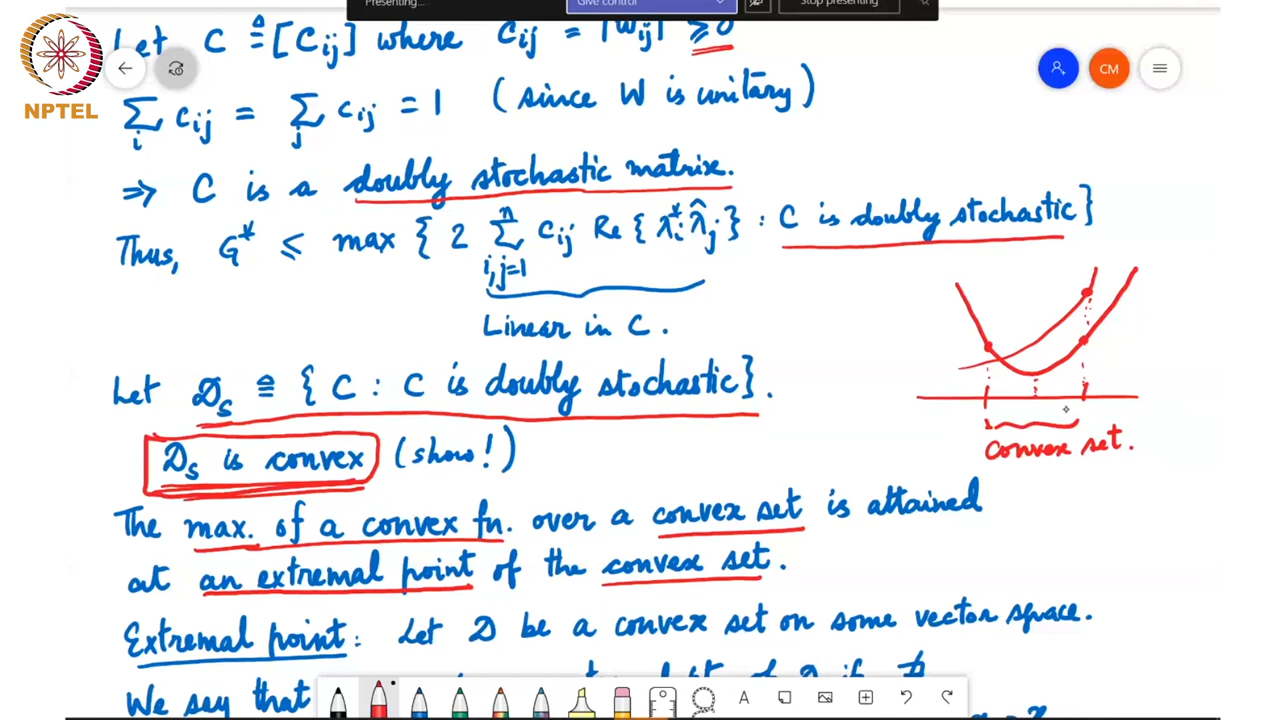 Presenting...
Give control
Stop presenting
Let C ≜ [Cij] where Cij = |Wij| ≥ 0
NPTEL
CM
∑i cij = ∑j cij = 1 (since W is unitary)
⇒ C is a doubly stochastic matrix.
Thus, G* ≤ max { 2 ∑i,j=1^n cij Re { λi* λ̂j } : C is doubly stochastic }
Linear in C.
Let Ds ≜ { C : C is doubly stochastic }.
Convex set.
Ds is convex (show!)
The max. of a convex fn. over a convex set is attained
at an extremal point of the convex set.
Extremal point: Let D be a convex set on some vector space.
We say that
A